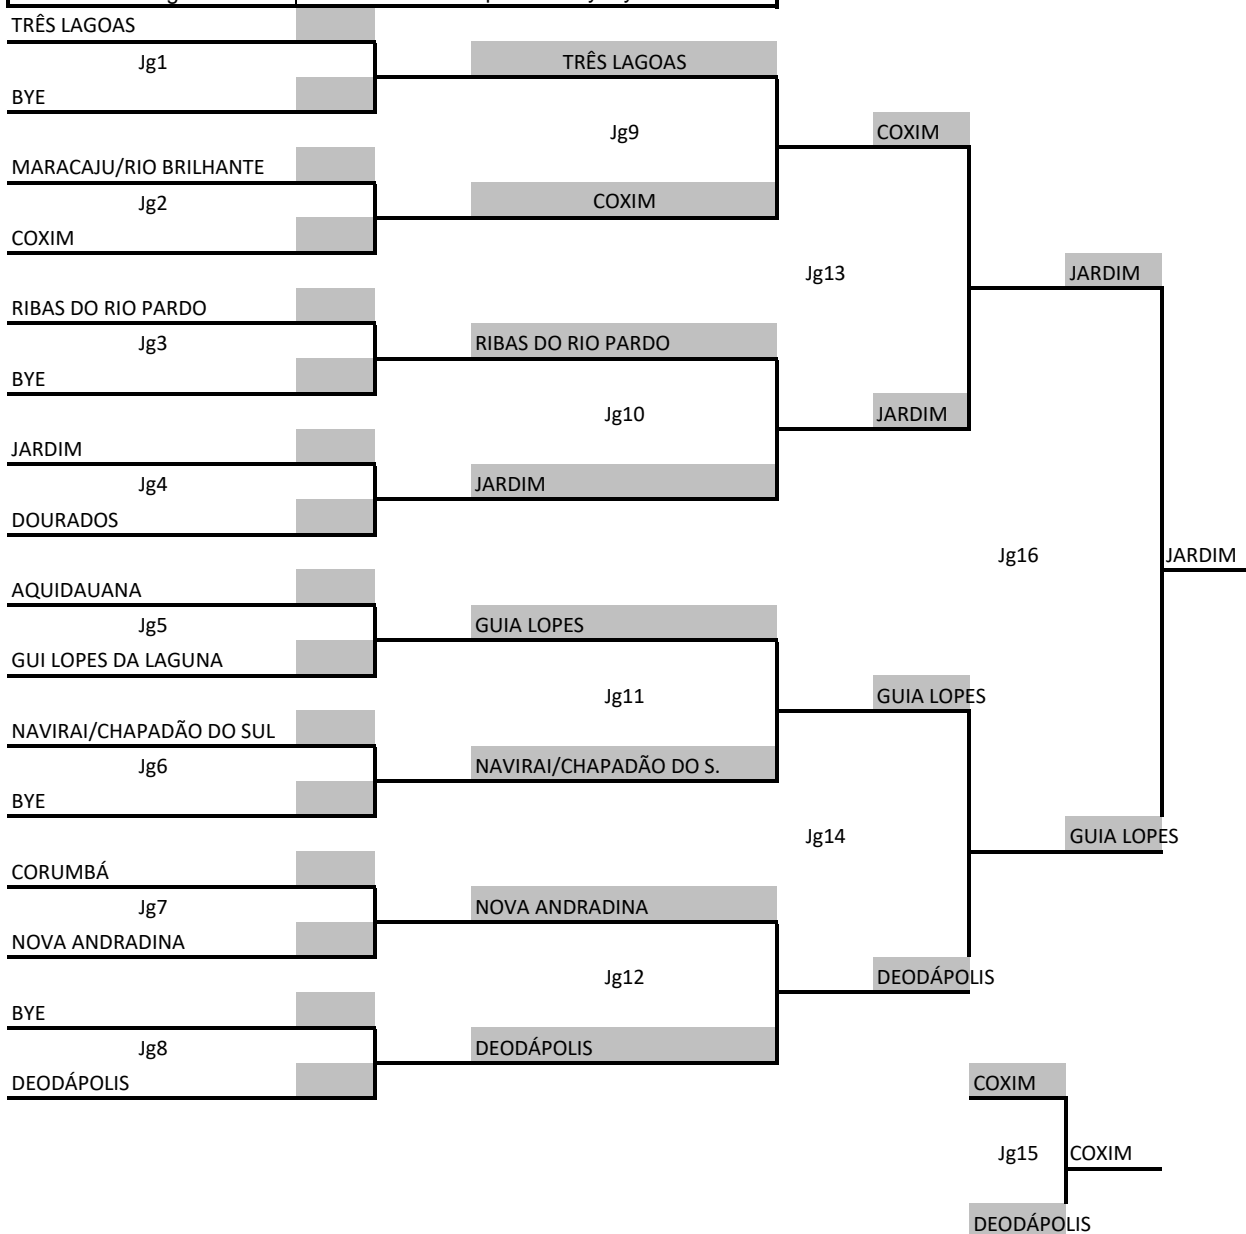 TRÊS LAGOAS
Jg1
TRÊS LAGOAS
BYE
Jg9
COXIM
MARACAJU/RIO BRILHANTE
Jg2
COXIM
COXIM
Jg13
JARDIM
RIBAS DO RIO PARDO
Jg3
RIBAS DO RIO PARDO
BYE
Jg10
JARDIM
JARDIM
Jg4
JARDIM
DOURADOS
Jg16
JARDIM
AQUIDAUANA
Jg5
GUIA LOPES
GUI LOPES DA LAGUNA
Jg11
GUIA LOPES
NAVIRAI/CHAPADÃO DO SUL
Jg6
NAVIRAI/CHAPADÃO DO S.
BYE
Jg14
GUIA LOPES
CORUMBÁ
Jg7
NOVA ANDRADINA
NOVA ANDRADINA
Jg12
DEODÁPOLIS
BYE
Jg8
DEODÁPOLIS
DEODÁPOLIS
COXIM
Jg15
COXIM
DEODÁPOLIS